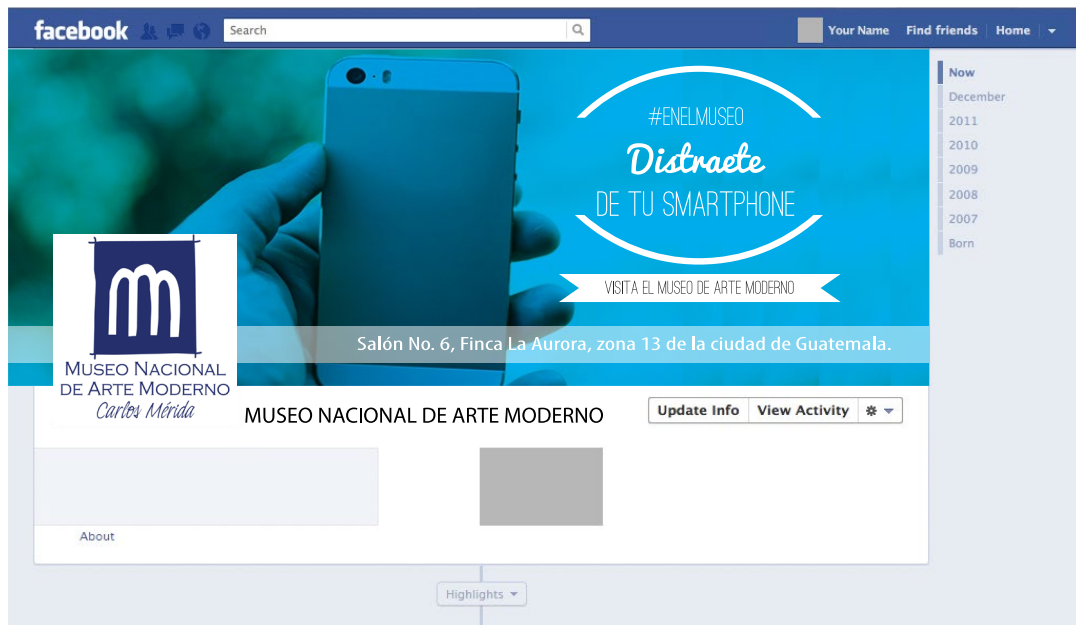 facebook
Search
Your Name Find friends Home
Now
December
2011
2010
2009
2008
2007
Born
#ENELMUSEO
Distraete
DE TU SMARTPHONE
VISITA EL MUSEO DE ARTE MODERNO
Salón No. 6, Finca La Aurora, zona 13 de la ciudad de Guatemala.
m
MUSEO NACIONAL
DE ARTE MODERNO
Carlos Mérida
MUSEO NACIONAL DE ARTE MODERNO
Update Info View Activity
About
Highlights